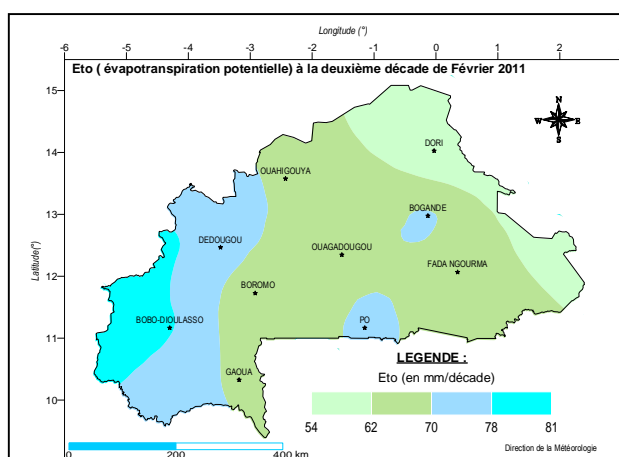 Longitude (°)
-6 -5 -4 -3 -2 -1 0 1 2
Eto ( évapotranspiration potentielle) à la deuxième décade de Février 2011
15
14
13
12
11
10
Latitude(°)
N
W E
S
DORI
OUAHIGOUYA
BOGANDE
DEDOUGOU
OUAGADOUGOU
FADA NGOURMA
BOROMO
BOBO-DIOULASSO
PO
GAOUA
LEGENDE :
Eto (en mm/décade)
54 62 70 78 81
0 200 400 km
Direction de la Météorologie